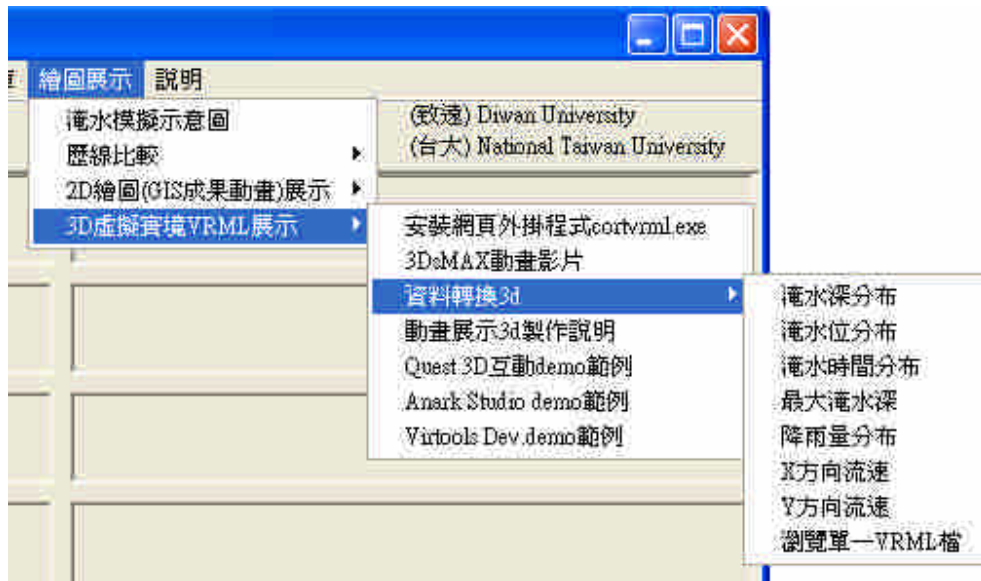 繪圖展示 說明
淹水模擬示意圖
歷線比較
2D繪圖(GIS成果動畫)展示
3D虛擬實境VRML展示
(致遠) Diwan University
(台大) National Taiwan University
安裝網頁外掛程式cortvrml.exe
3DsMAX動畫影片
資料轉換3d
動畫展示3d製作說明
Quest 3D互動demo範例
Anark Studio demo範例
Virtools Dev.demo範例
淹水深分布
淹水位分布
淹水時間分布
最大淹水深
降雨量分布
X方向流速
Y方向流速
瀏覽單一VRML檔